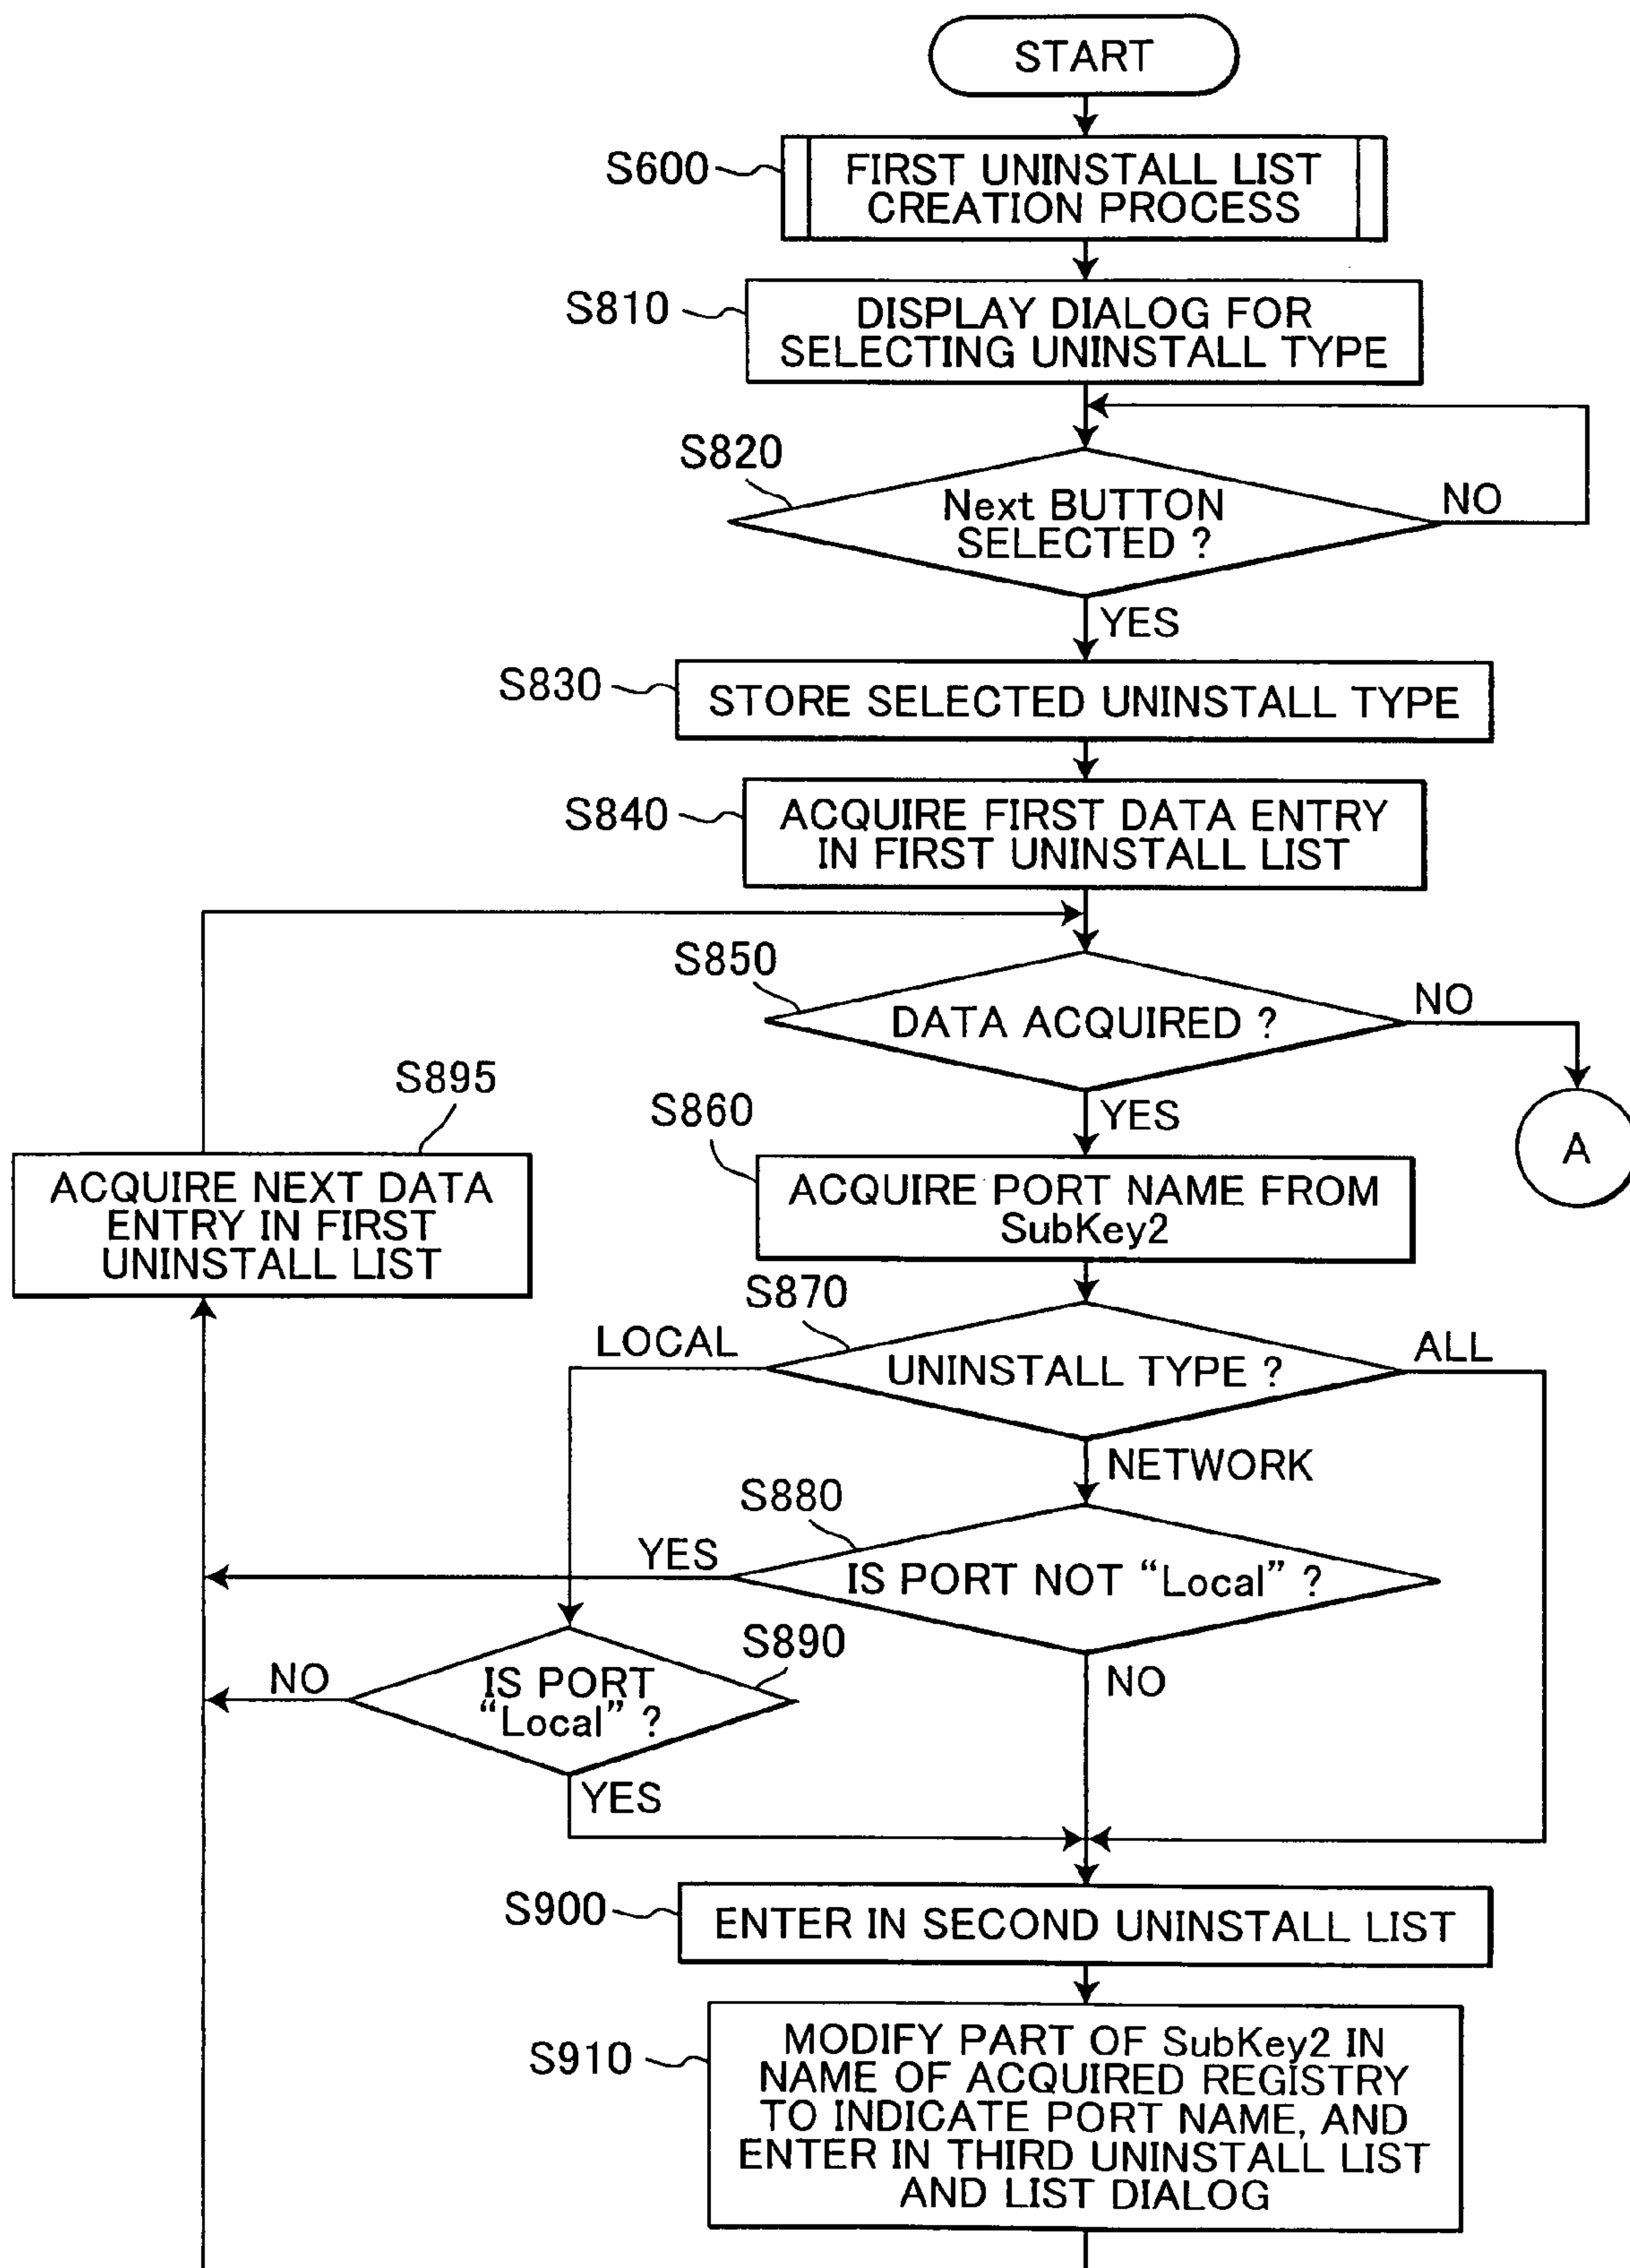 START
S600
FIRST UNINSTALL LIST
CREATION PROCESS
S810
DISPLAY DIALOG FOR
SELECTING UNINSTALL TYPE
S820
Next BUTTON
SELECTED ?
NO
YES
S830
STORE SELECTED UNINSTALL TYPE
S840
ACQUIRE FIRST DATA ENTRY
IN FIRST UNINSTALL LIST
S850
DATA ACQUIRED ?
NO
A
YES
S895
ACQUIRE NEXT DATA
ENTRY IN FIRST
UNINSTALL LIST
S860
ACQUIRE PORT NAME FROM
SubKey2
S870
LOCAL
UNINSTALL TYPE ?
ALL
NETWORK
S880
YES
IS PORT NOT “Local” ?
NO
S890
NO
IS PORT
“Local” ?
YES
S900
ENTER IN SECOND UNINSTALL LIST
S910
MODIFY PART OF SubKey2 IN
NAME OF ACQUIRED REGISTRY
TO INDICATE PORT NAME, AND
ENTER IN THIRD UNINSTALL LIST
AND LIST DIALOG